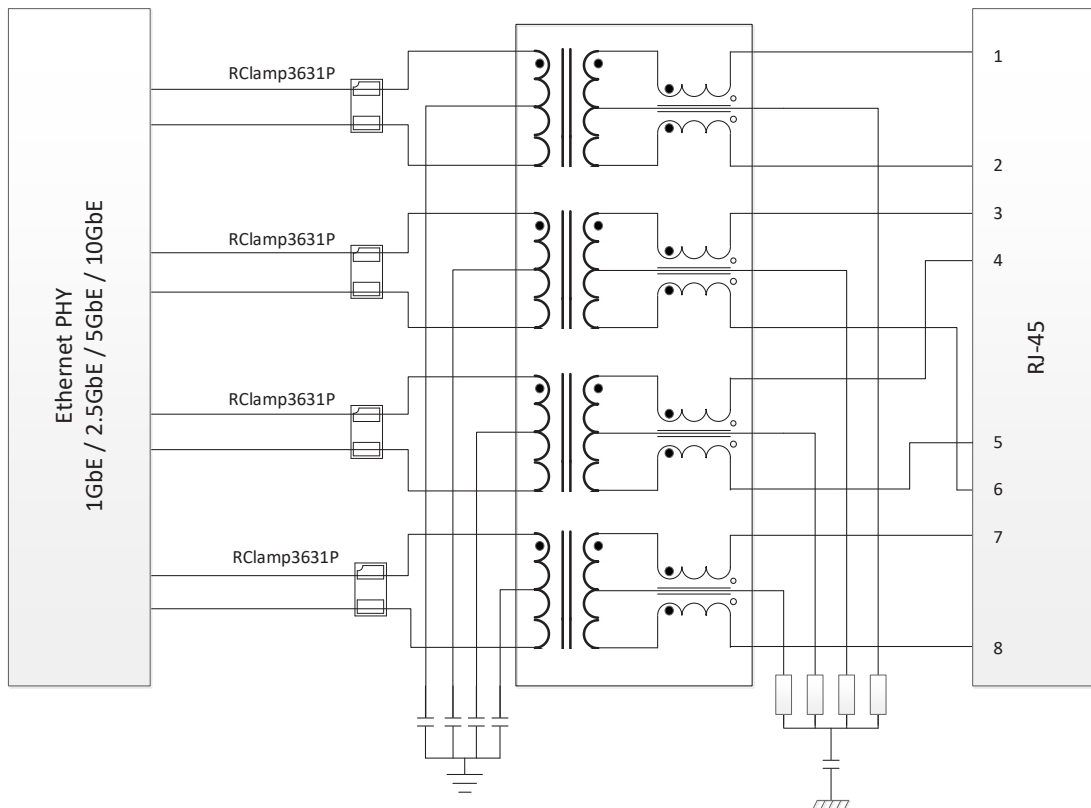 Ethernet PHY
1GbE / 2.5GbE / 5GbE / 10GbE
RClamp3631P
RClamp3631P
RClamp3631P
RClamp3631P
1
2
3
4
5
6
7
8
RJ-45